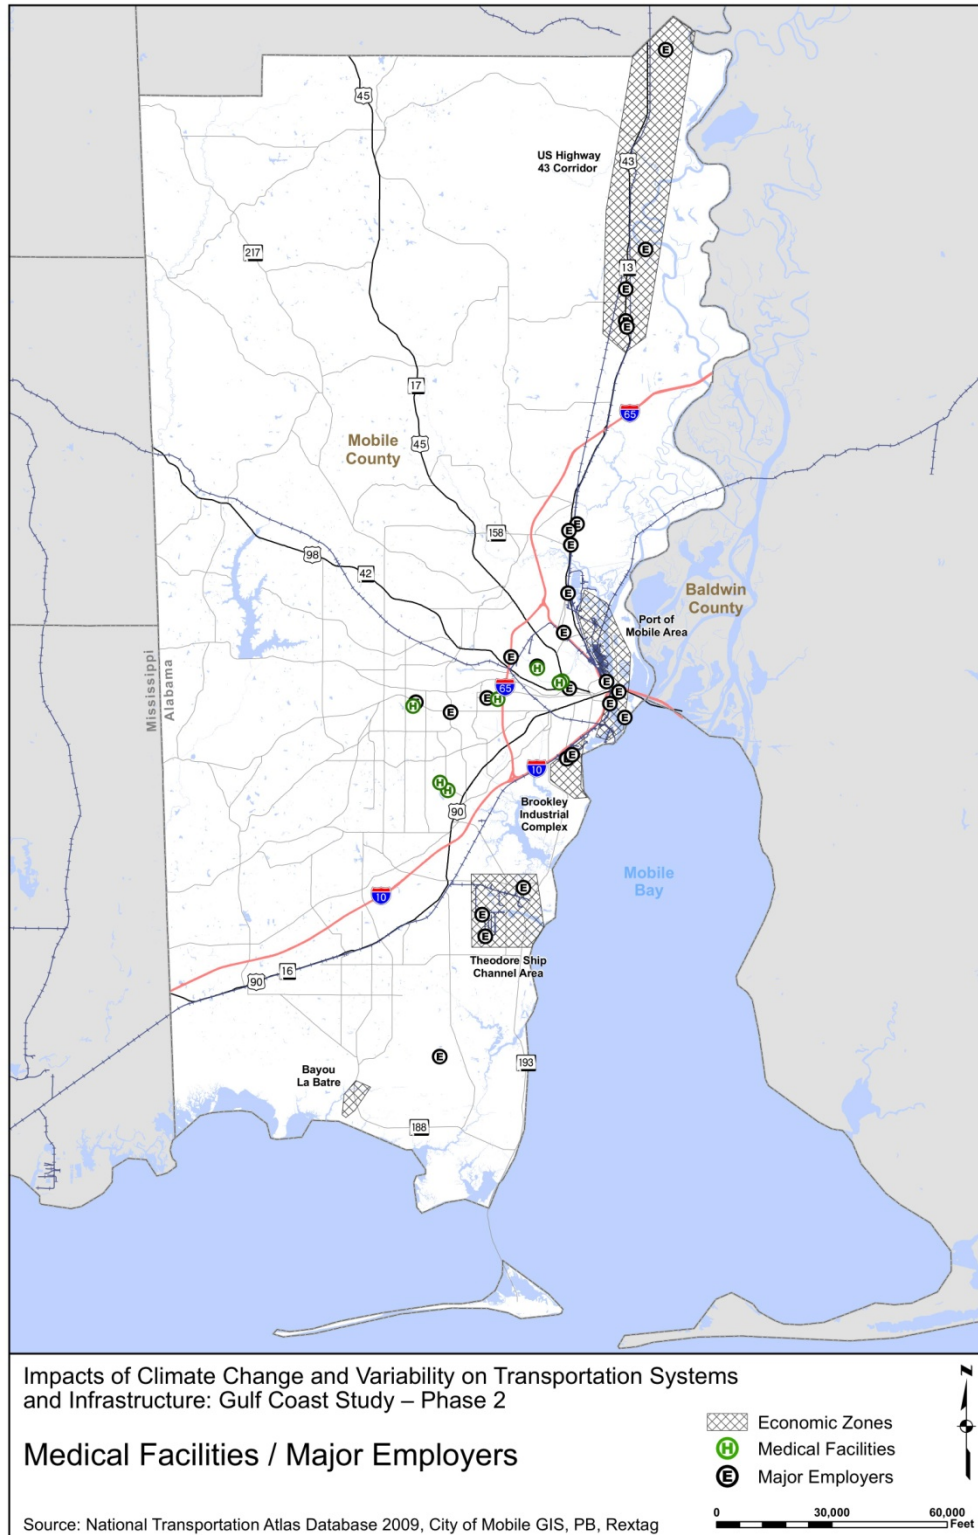 45
US Highway
43 Corridor
43
E
217
E
13
E
E
E
17
65
Mobile
County
45
158
E
E
E
98
42
E
Baldwin
County
Port of
Mobile Area
E
Mississippi
Alabama
E
H
H
E
65
E
E
E
H
E
H
E
E
E
E
E
10
H
H
90
Brookley
Industrial
Complex
Mobile
Bay
10
E
E
E
Theodore Ship
Channel Area
16
90
E
193
Bayou
La Batre
188
Impacts of Climate Change and Variability on Transportation Systems
and Infrastructure: Gulf Coast Study – Phase 2
Medical Facilities / Major Employers
Source: National Transportation Atlas Database 2009, City of Mobile GIS, PB, Rextag
Economic Zones
H Medical Facilities
E Major Employers
N
0 30,000 60,000
Feet